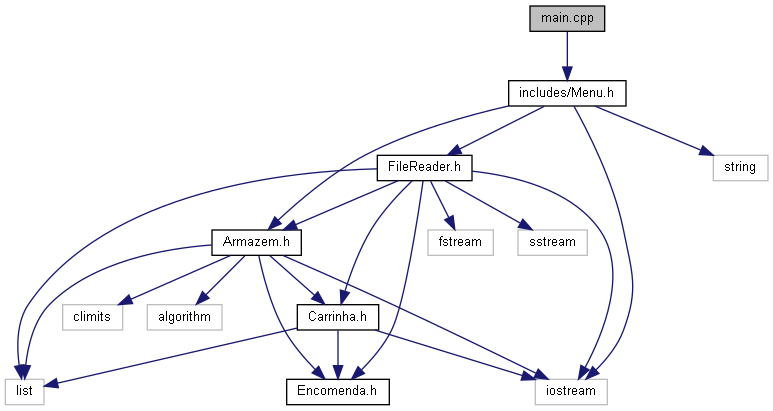 main.cpp
includes/Menu.h
FileReader.h
string
Armazem.h
fstream
sstream
climits
algorithm
Carrinha.h
list
Encomenda.h
iostream